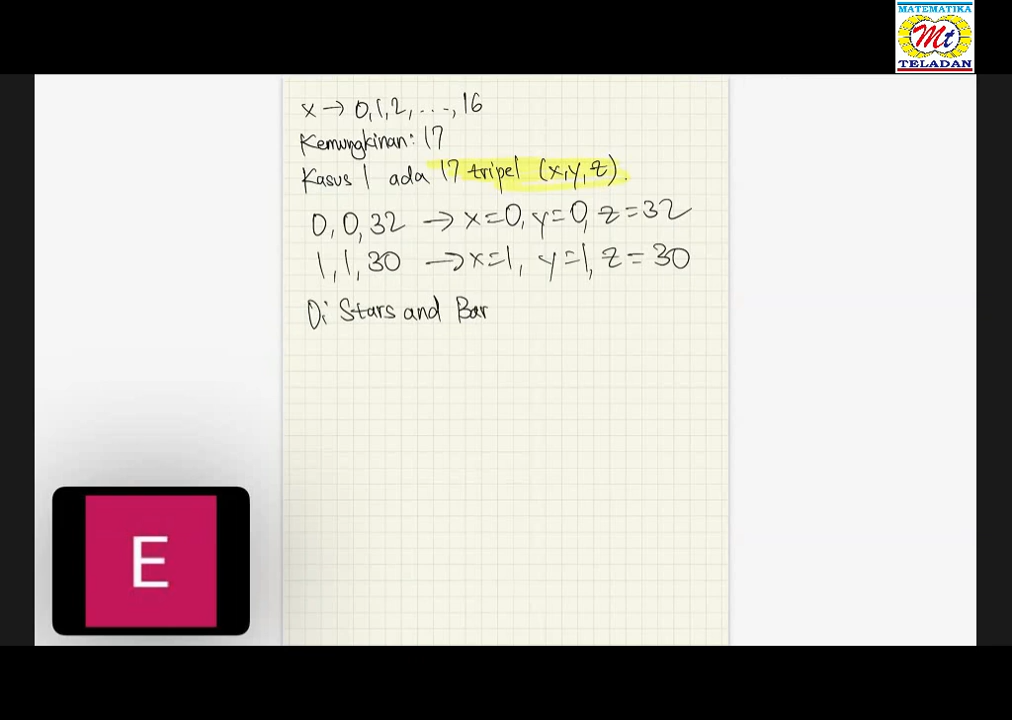 MATEMATIKA
Mt
TELADAN
x → 0,1,2,...,16
Kemungkinan: 17
Kasus 1 ada 17 tripel (x,y,z).
0, 0, 32 → x=0, y=0, z=32
1, 1, 30 → x=1, y=1, z=30
Di Stars and Bar
E